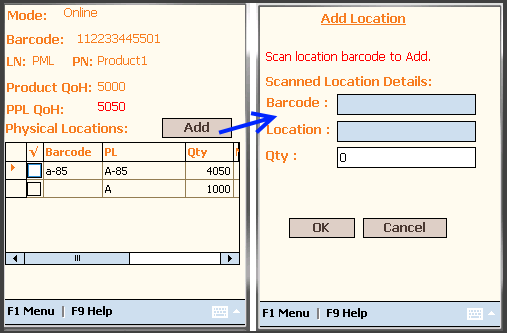 Mode: Online
Barcode: 112233445501
LN: PML PN: Product1
Product QoH: 5000
PPL QoH: 5050
Physical Locations: Add
√ Barcode PL Qty
a-85 A-85 4050
A 1000
F1 Menu | F9 Help
Add Location
Scan location barcode to Add.
Scanned Location Details:
Barcode :
Location :
Qty : 0
OK Cancel
F1 Menu | F9 Help